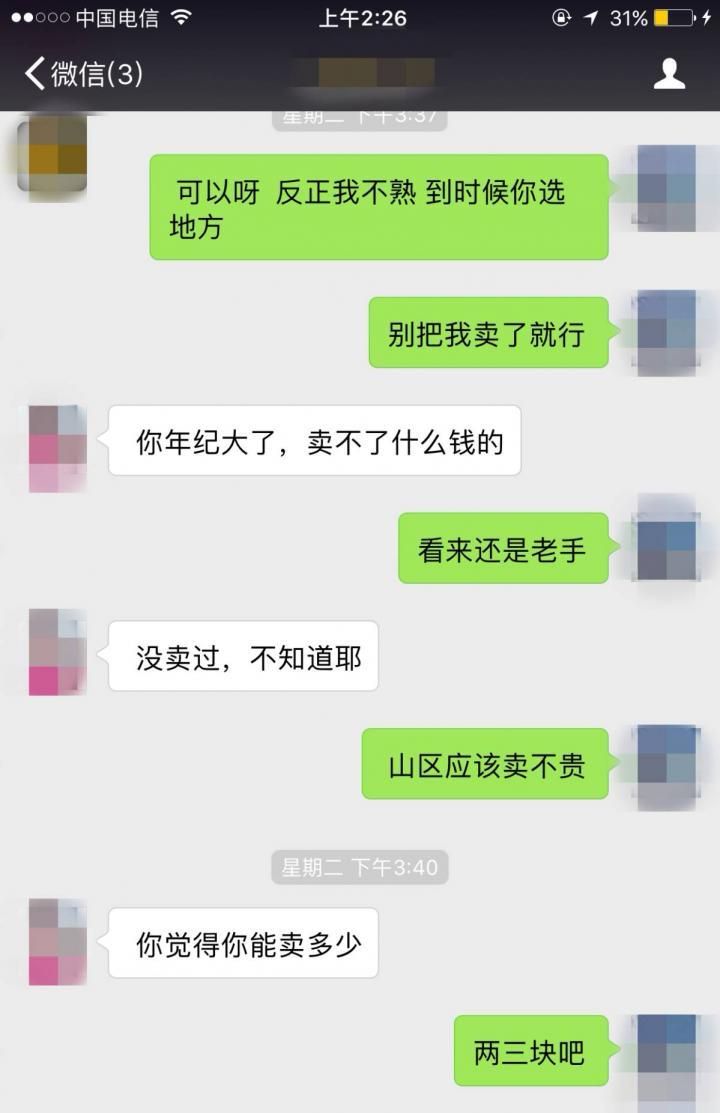 中国电信
上午2:26
31%
微信(3)
星期二 下午3:37
可以呀 反正我不熟 到时候你选
地方
别把我卖了就行
你年纪大了，卖不了什么钱的
看来还是老手
没卖过，不知道耶
山区应该卖不贵
星期二 下午3:40
你觉得你能卖多少
两三块吧